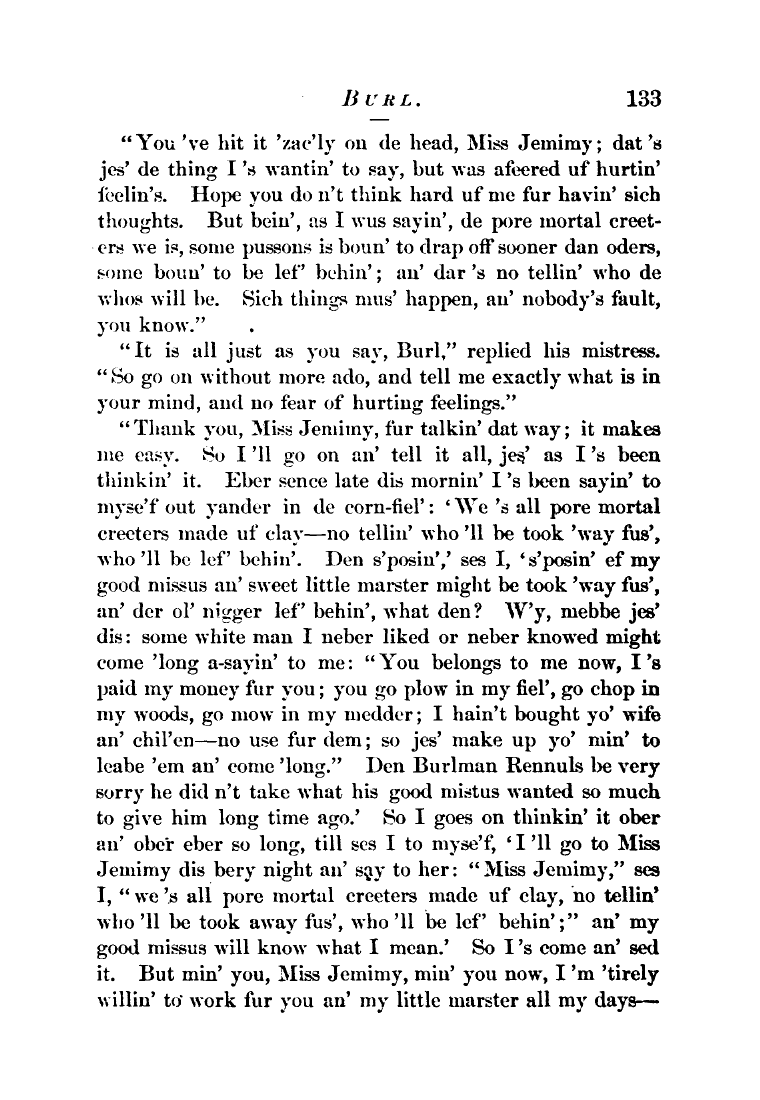 BURL. 133
"You 've hit it 'zac'ly on de head, Miss Jemimy; dat 's
jes' de thing I 's wantin' to say, but was afeered uf hurtin'
feelin's. Hope you do n't think hard uf me fur havin' sich
thoughts. But bein', as I wus sayin', de pore mortal creet-
ers we is, some pussons is boun' to drap off sooner dan oders,
some boun' to be lef' behin'; an' dar 's no tellin' who de
whos will be. Sich things mus' happen, an' nobody's fault,
you know."
"It is all just as you say, Burl," replied his mistress.
"So go on without more ado, and tell me exactly what is in
your mind, and no fear of hurting feelings."
"Thank you, Miss Jemimy, fur talkin' dat way; it makes
me easy. So I 'll go on an' tell it all, jes' as I 's been
thinkin' it. Eber sence late dis mornin' I 's been sayin' to
myse'f out yander in de corn-fiel': 'We 's all pore mortal
creeters made uf clay—no tellin' who 'll be took 'way fus',
who 'll be lef' behin'. Den s'posin',' ses I, 's'posin' ef my
good missus an' sweet little marster might be took 'way fus',
an' der ol' nigger lef' behin', what den? W'y, mebbe jes'
dis: some white man I neber liked or neber knowed might
come 'long a-sayin' to me: "You belongs to me now, I 's
paid my money fur you; you go plow in my fiel', go chop in
my woods, go mow in my medder; I hain't bought yo' wife
an' chil'en—no use fur dem; so jes' make up yo' min' to
leabe 'em an' come 'long." Den Burlman Rennuls be very
sorry he did n't take what his good mistus wanted so much
to give him long time ago.' So I goes on thinkin' it ober
an' ober eber so long, till ses I to myse'f, 'I 'll go to Miss
Jemimy dis bery night an' say to her: "Miss Jemimy," ses
I, "we 's all pore mortal creeters made uf clay, no tellin'
who 'll be took away fus', who 'll be lef' behin';" an' my
good missus will know what I mean.' So I 's come an' sed
it. But min' you, Miss Jemimy, min' you now, I 'm 'tirely
willin' to work fur you an' my little marster all my days—